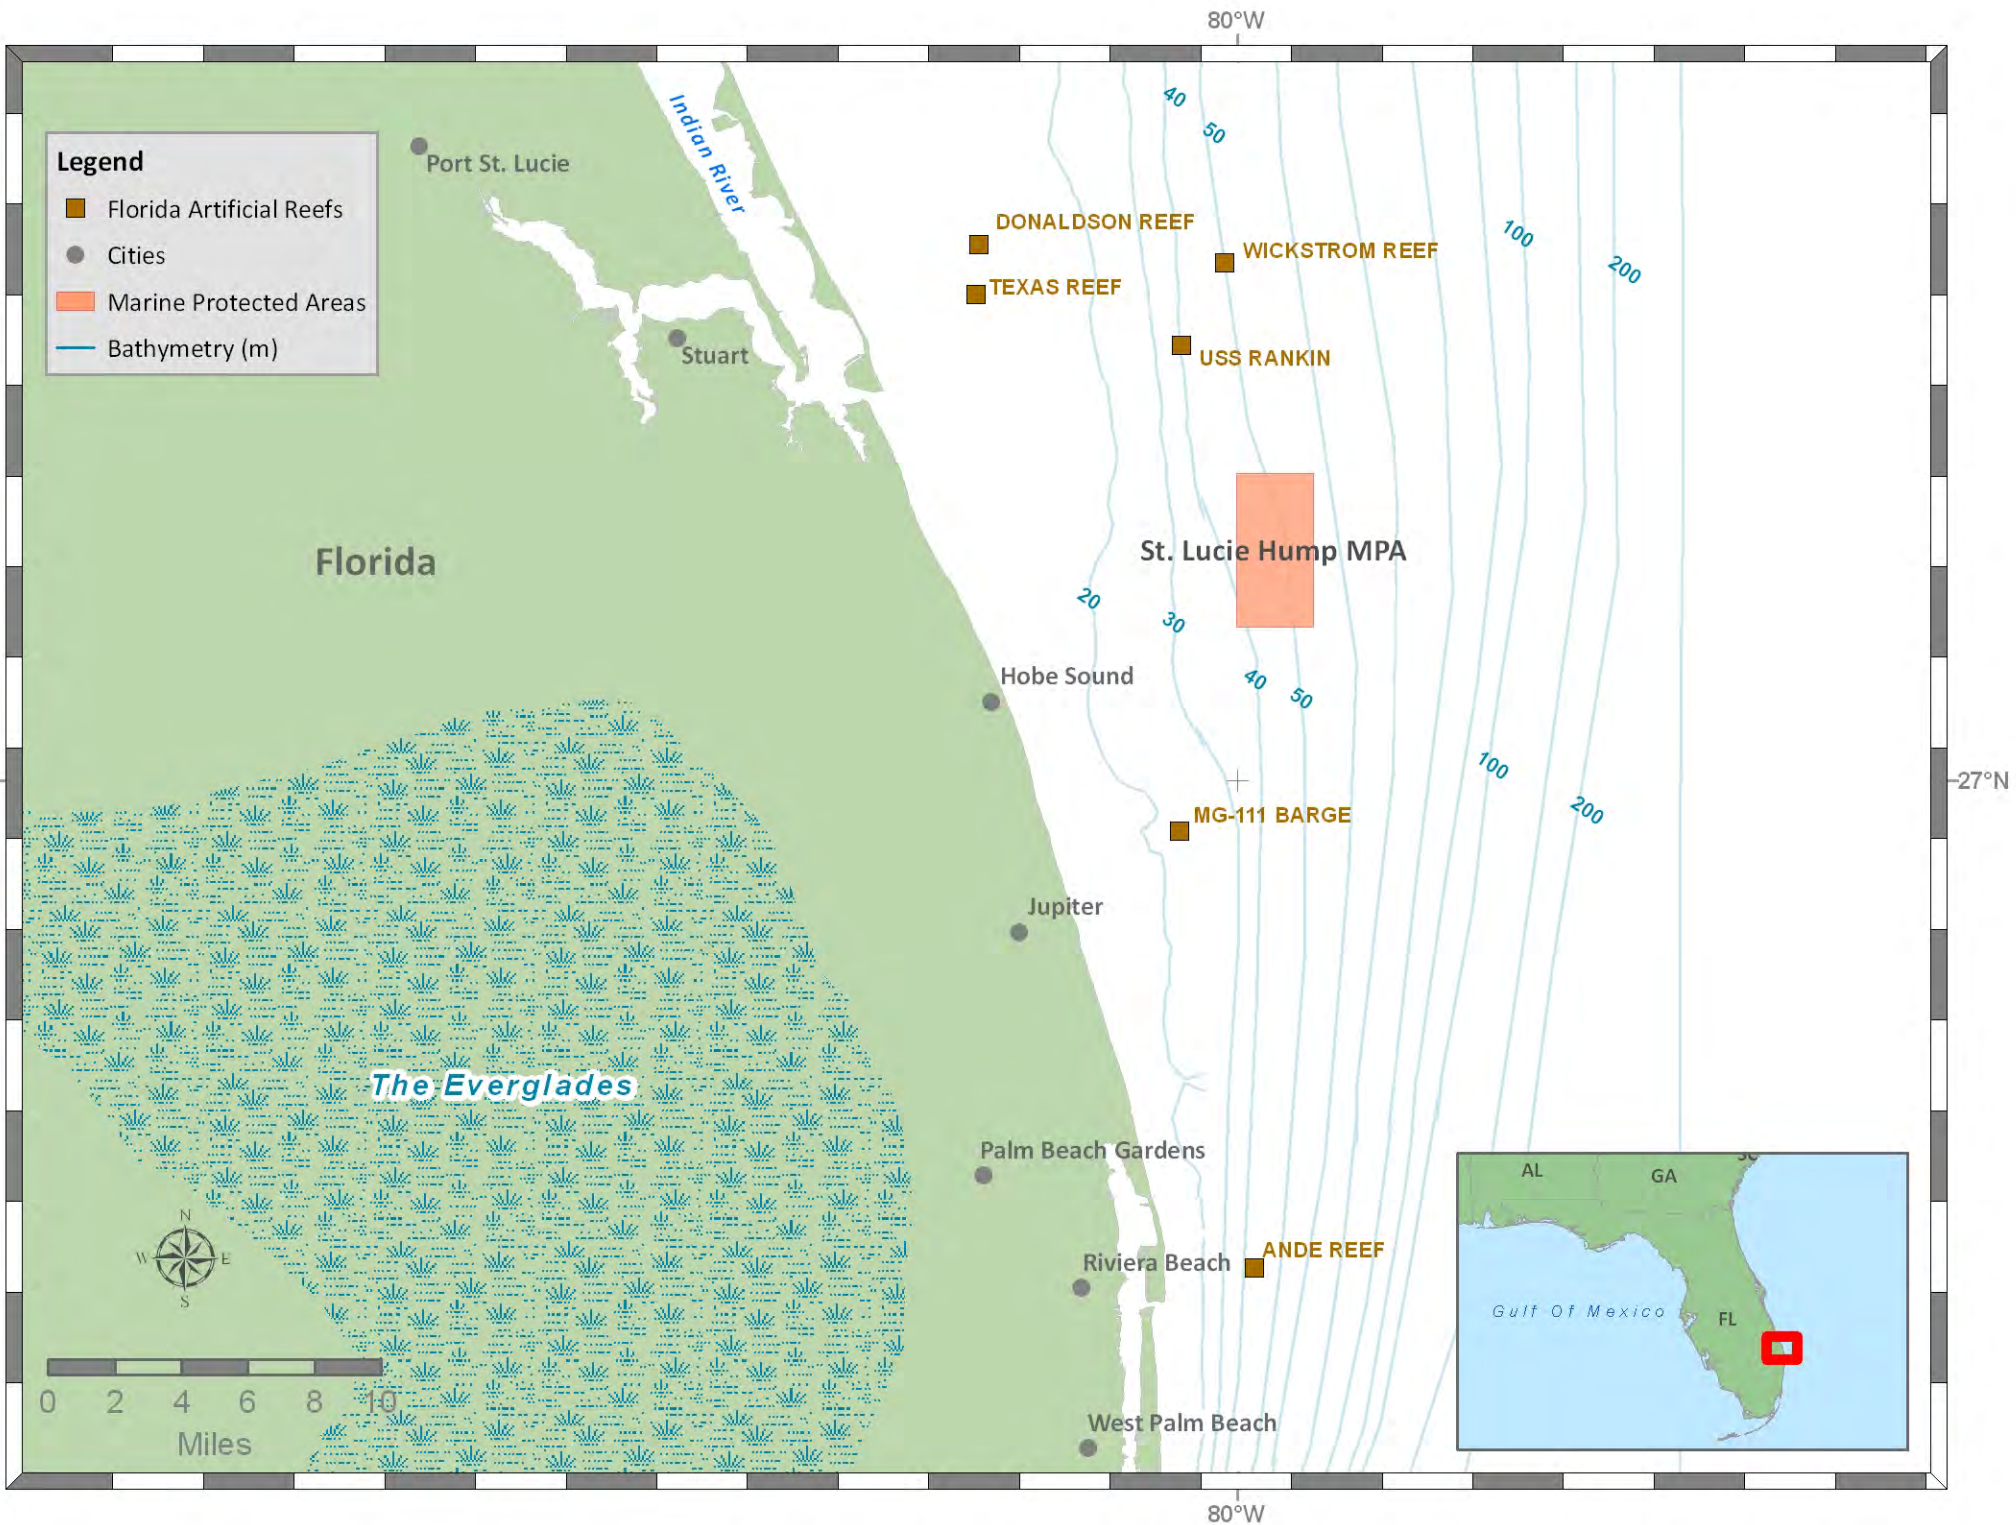 80°W
40
50
Indian River
Legend
Florida Artificial Reefs
Cities
Marine Protected Areas
Bathymetry (m)
Port St. Lucie
DONALDSON REEF
WICKSTROM REEF
100
200
TEXAS REEF
Stuart
USS RANKIN
Florida
St. Lucie Hump MPA
20
30
Hobe Sound
40
50
100
27°N
200
MG-111 BARGE
Jupiter
The Everglades
Palm Beach Gardens
AL
GA
SC
N
W
E
S
ANDE REEF
Riviera Beach
Gulf Of Mexico
FL
0 2 4 6 8 10
Miles
West Palm Beach
80°W